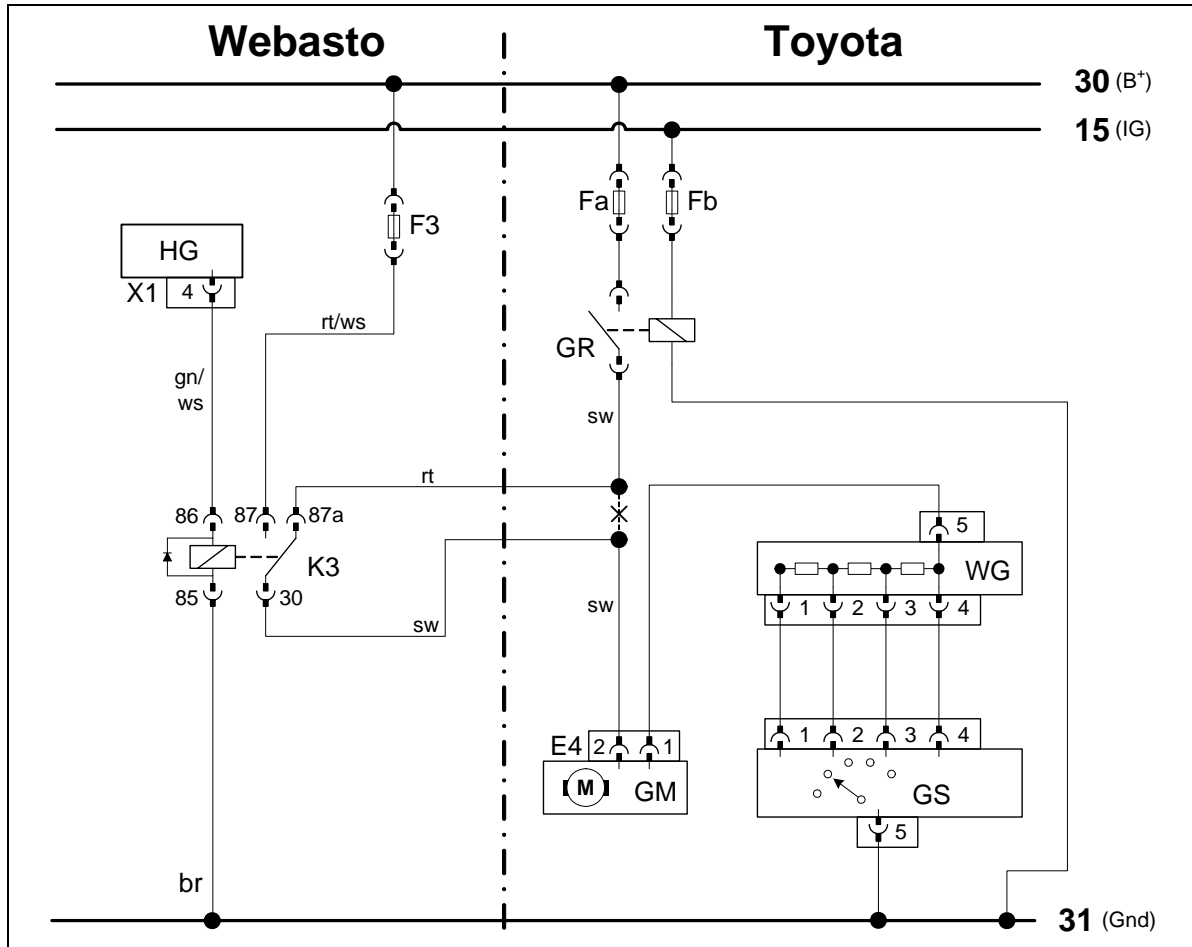 Webasto
Toyota
30 (B+)
15 (IG)
F3
Fa
Fb
HG
X1 4
rt/ws
GR
gn/
ws
sw
rt
86 87 87a
K3
85 30
sw
sw
5
WG
1 2 3 4
1 2 3 4
E4 2 1
M GM
GS
5
br
31 (Gnd)